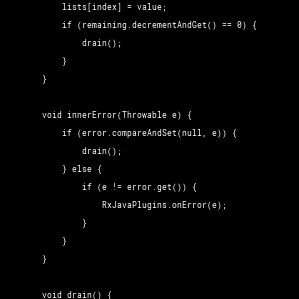 lists[index] = value;
if (remaining.decrementAndGet() == 0) {
drain();
}
}
void innerError(Throwable e) {
if (error.compareAndSet(null, e)) {
drain();
} else {
if (e != error.get()) {
RxJavaPlugins.onError(e);
}
}
}
void drain() {